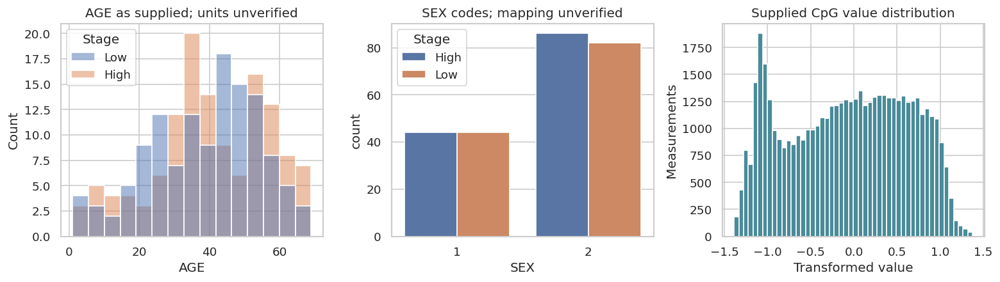 AGE as supplied; units unverified
Stage
Low
High
Count
20.0
17.5
15.0
12.5
10.0
7.5
5.0
2.5
0.0
0
20
40
60
AGE
SEX codes; mapping unverified
Stage
High
Low
count
80
60
40
20
0
1
2
SEX
Supplied CpG value distribution
Measurements
1750
1500
1250
1000
750
500
250
0
−1.5
−1.0
−0.5
0.0
0.5
1.0
1.5
Transformed value